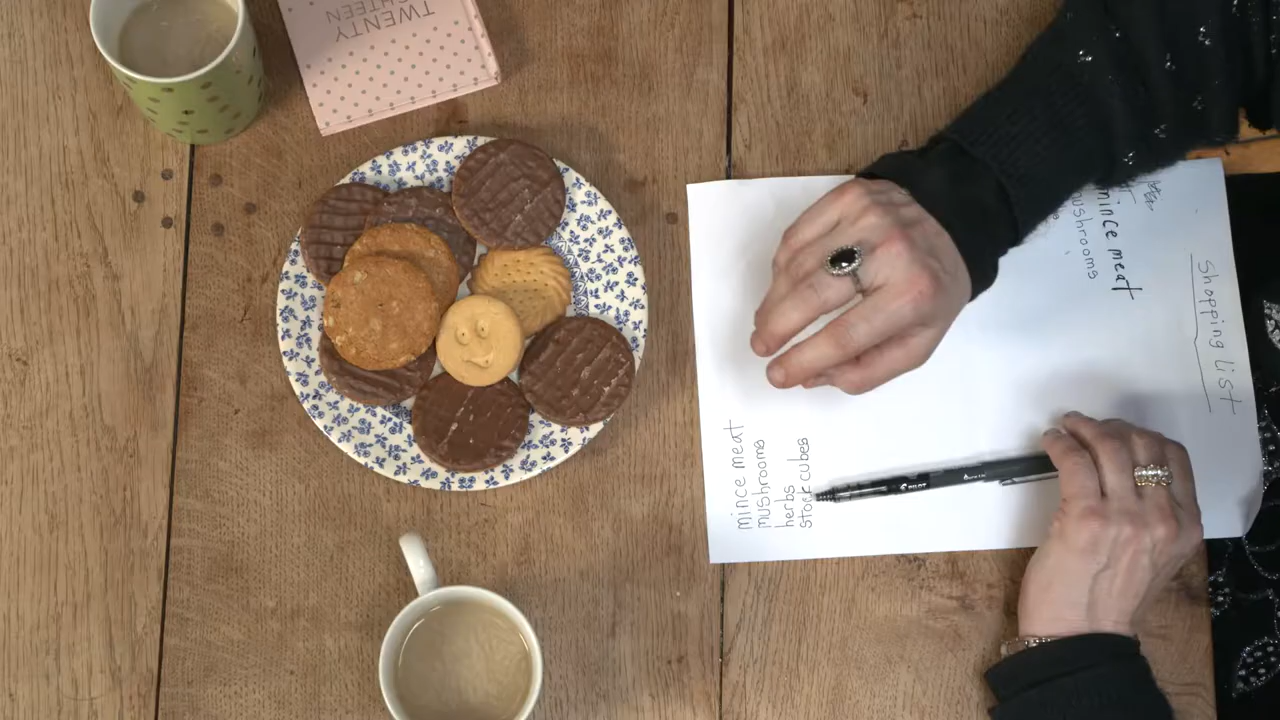 TWENTY
Shopping list
mince meat
mushrooms
mince meat
mushrooms
herbs
stock cubes
PILOT